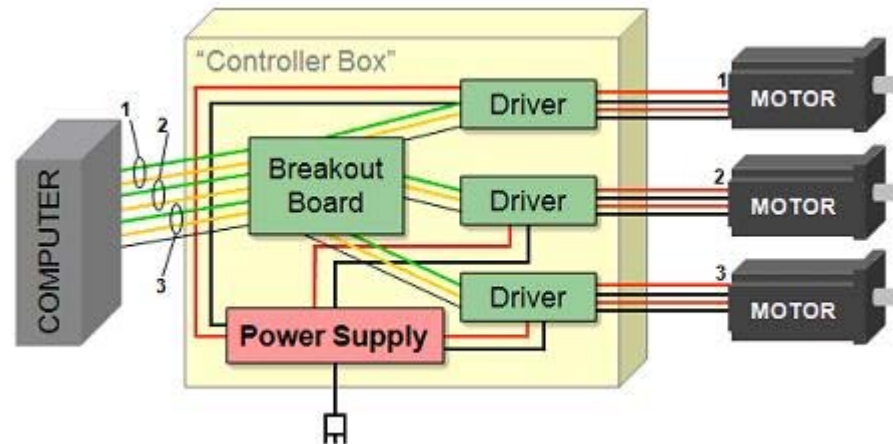 "Controller Box"
1
2
3
COMPUTER
Breakout
Board
Driver
Driver
Driver
Power Supply
1
MOTOR
2
MOTOR
3
MOTOR